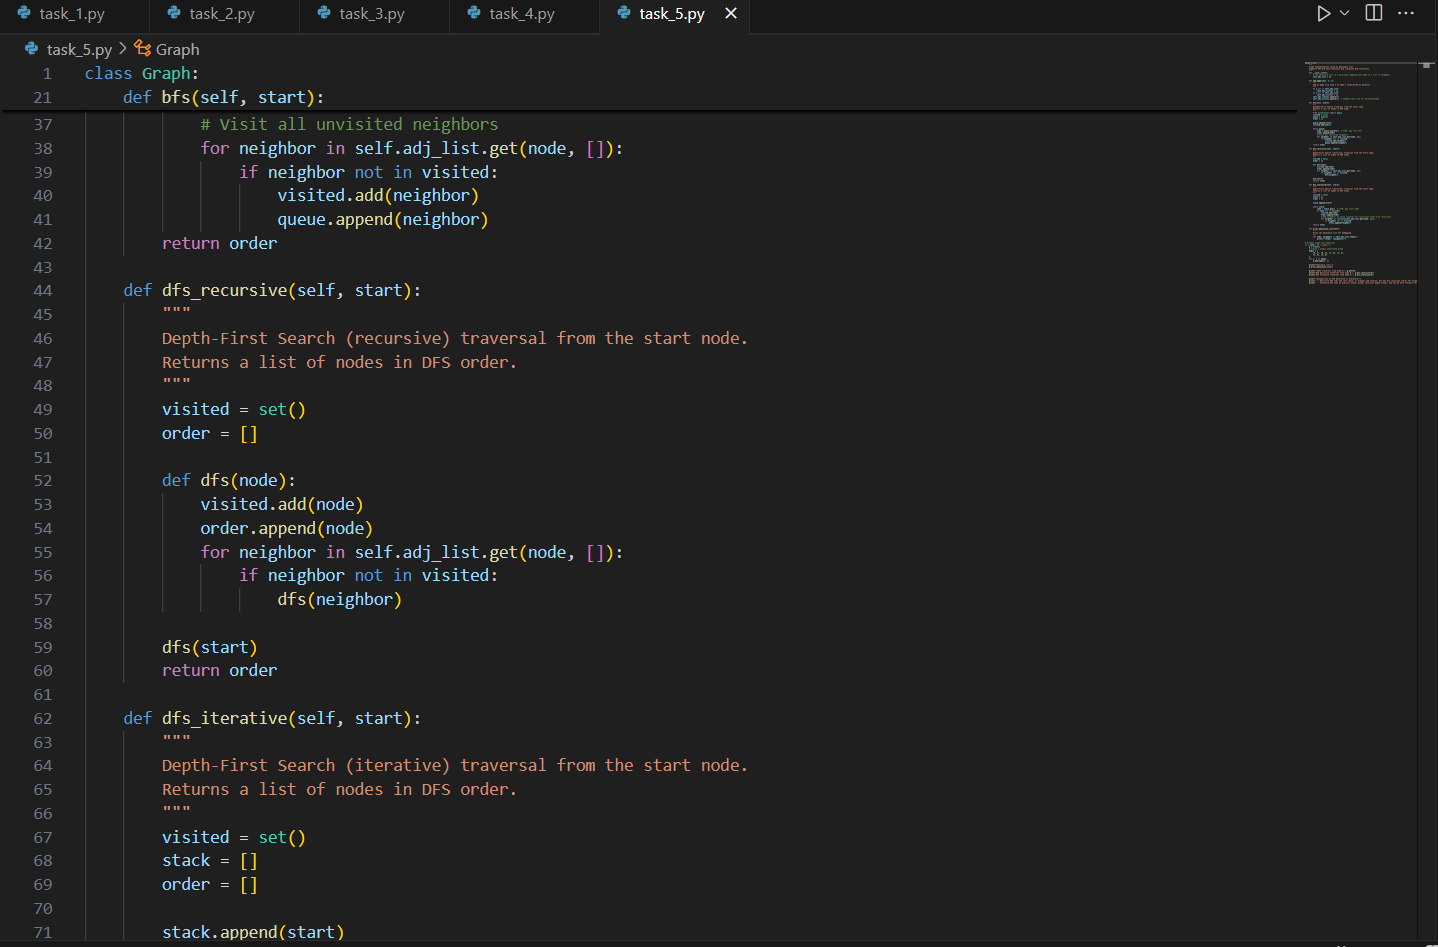 task_1.py task_2.py task_3.py task_4.py task_5.py
task_5.py Graph
1 class Graph:
21 def bfs(self, start):
37 # Visit all unvisited neighbors
38 for neighbor in self.adj_list.get(node, []):
39 if neighbor not in visited:
40 visited.add(neighbor)
41 queue.append(neighbor)
42 return order
43
44 def dfs_recursive(self, start):
45 """
46 Depth-First Search (recursive) traversal from the start node.
47 Returns a list of nodes in DFS order.
48 """
49 visited = set()
50 order = []
51
52 def dfs(node):
53 visited.add(node)
54 order.append(node)
55 for neighbor in self.adj_list.get(node, []):
56 if neighbor not in visited:
57 dfs(neighbor)
58
59 dfs(start)
60 return order
61
62 def dfs_iterative(self, start):
63 """
64 Depth-First Search (iterative) traversal from the start node.
65 Returns a list of nodes in DFS order.
66 """
67 visited = set()
68 stack = []
69 order = []
70
71 stack.append(start)